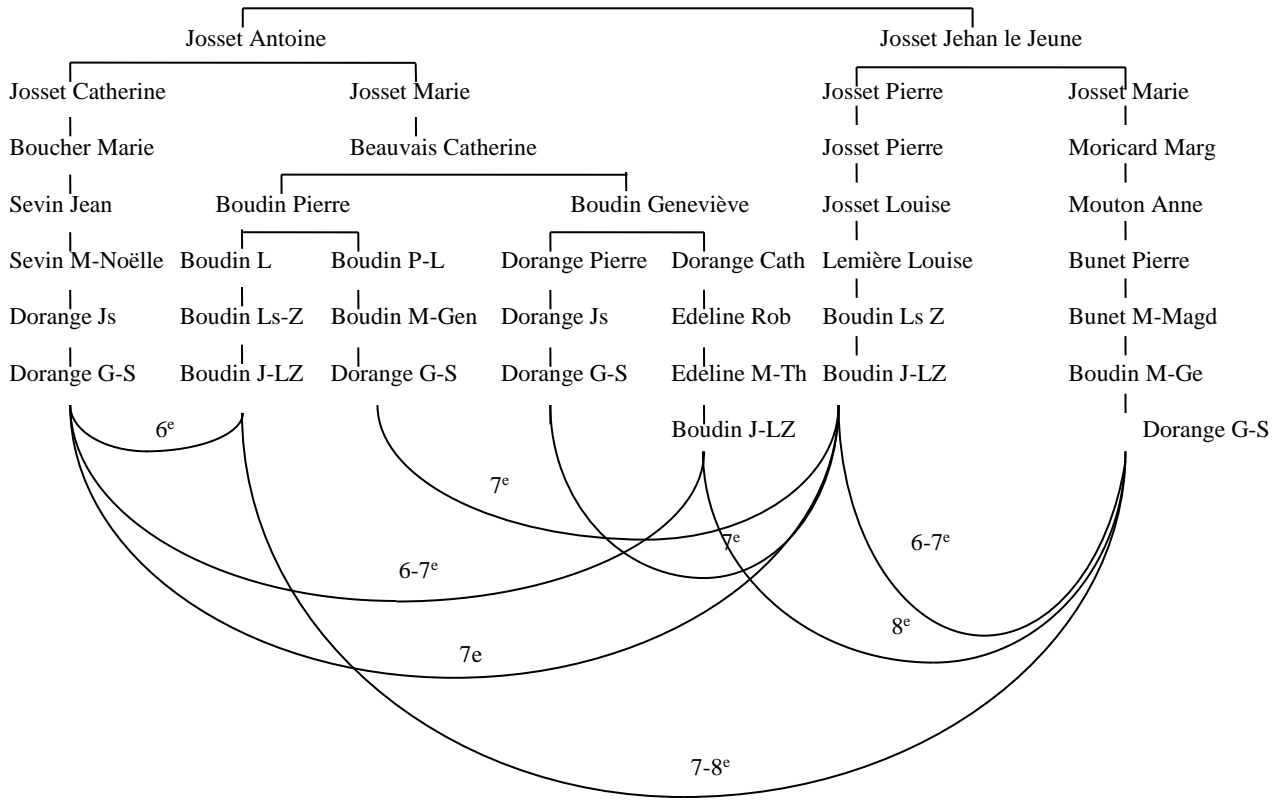 Josset Antoine Josset Jehan le Jeune
Josset Catherine Josset Marie Josset Pierre Josset Marie
Boucher Marie Beauvais Catherine Josset Pierre Moricard Marg
Sevin Jean Boudin Pierre Boudin Geneviève Josset Louise Mouton Anne
Sevin M-Noëlle Boudin L Boudin P-L Dorange Pierre Dorange Cath Lemière Louise Bunet Pierre
Dorange Js Boudin Ls-Z Boudin M-Gen Dorange Js Edeline Rob Boudin Ls Z Bunet M-Magd
Dorange G-S Boudin J-LZ Dorange G-S Dorange G-S Edeline M-Th Boudin J-LZ Boudin M-Ge
6e Boudin J-LZ Dorange G-S
7e
7e 6-7e
6-7e
8e
7e
7-8e